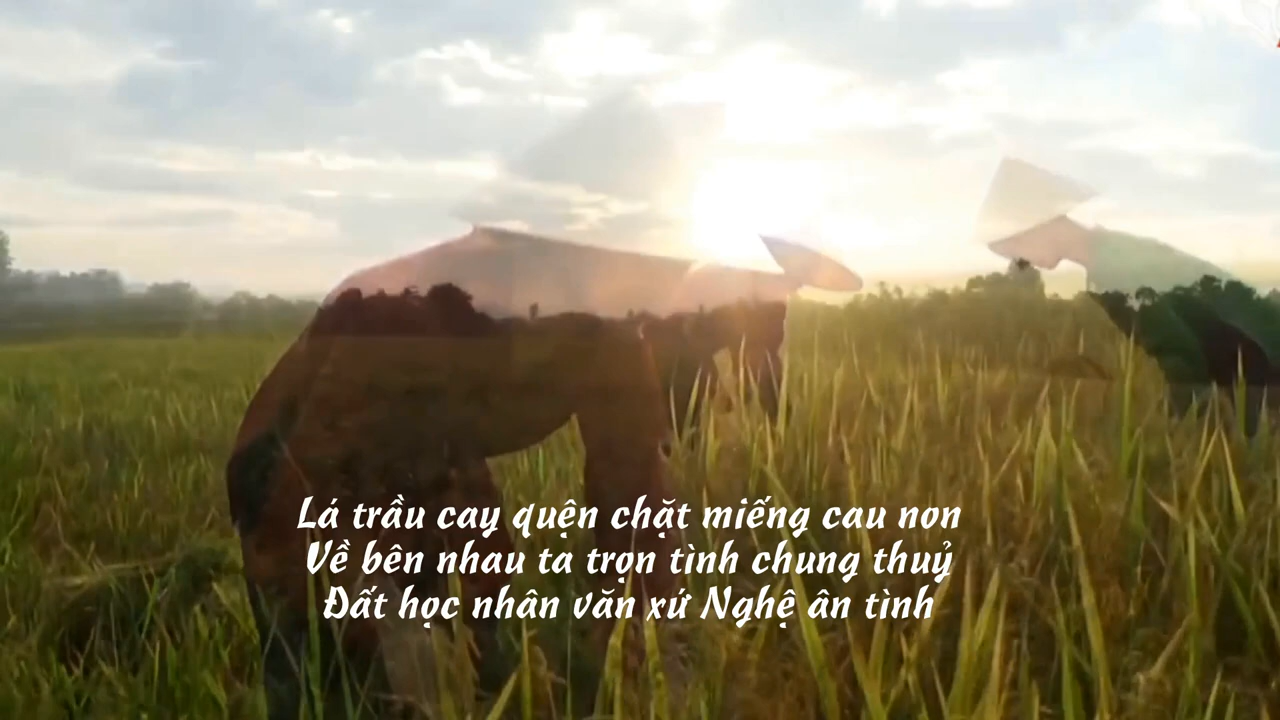 Lá trầu cay quện chặt miếng cau non
Về bên nhau ta trọn tình chung thuỷ
Đất học nhân văn xứ Nghệ ân tình